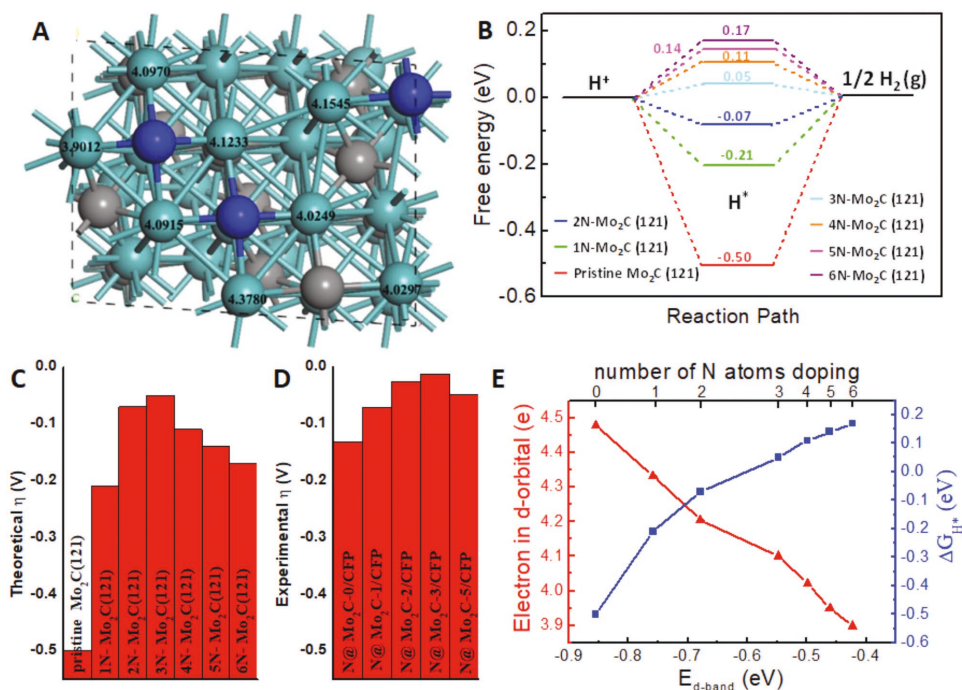 A
4.0970
4.1545
3.9012
4.1233
4.0915
4.0249
4.3780
4.0297
B
Free energy (eV)
0.2
0.0
-0.2
-0.4
-0.6
H+
0.17
0.14
0.11
0.05
-0.07
-0.21
-0.50
1/2 H2(g)
H*
2N-Mo2C (121)
1N-Mo2C (121)
Pristine Mo2C (121)
3N-Mo2C (121)
4N-Mo2C (121)
5N-Mo2C (121)
6N-Mo2C (121)
Reaction Path
C
Theoretical η (V)
0.0
-0.1
-0.2
-0.3
-0.4
-0.5
pristine Mo2C(121)
1N- Mo2C(121)
2N- Mo2C(121)
3N- Mo2C(121)
4N- Mo2C(121)
5N- Mo2C(121)
6N- Mo2C(121)
D
Experimental η (V)
0.0
-0.1
-0.2
-0.3
-0.4
-0.5
N@ Mo2C-0/CFP
N@ Mo2C-1/CFP
N@ Mo2C-2/CFP
N@ Mo2C-3/CFP
N@ Mo2C-5/CFP
E
number of N atoms doping
0 1 2 3 4 5 6
Electron in d-orbital (e)
4.5
4.4
4.3
4.2
4.1
4.0
3.9
0.2
0.1
0.0
-0.1
-0.2
-0.3
-0.4
-0.5
-0.6
ΔGH* (eV)
-0.9 -0.8 -0.7 -0.6 -0.5 -0.4
Ed-band (eV)